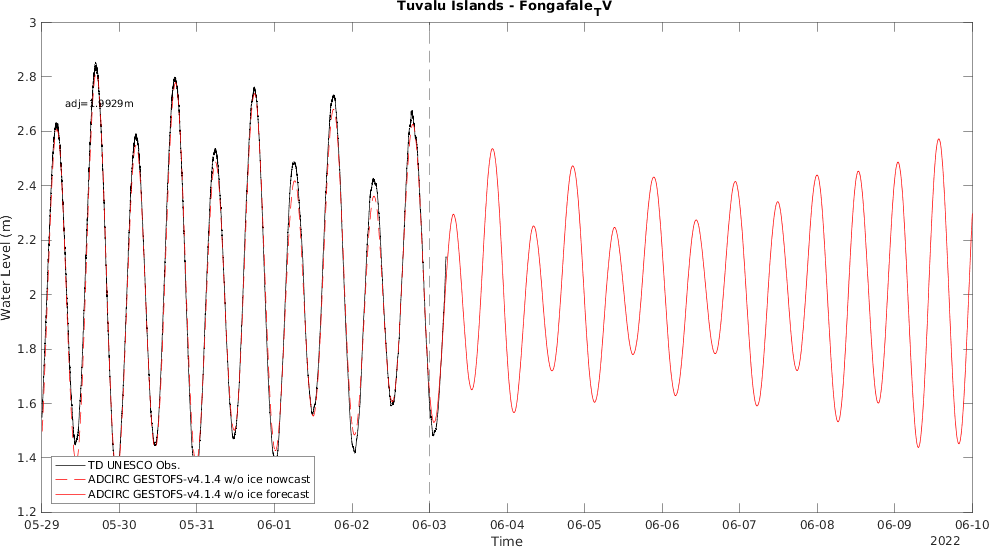 Tuvalu Islands - Fongafale_TV
3
2.8
adj=1.9929m
2.6
2.4
2.2
Water Level (m)
2
1.8
1.6
1.4
TD UNESCO Obs.
ADCIRC GESTOFS-v4.1.4 w/o ice nowcast
ADCIRC GESTOFS-v4.1.4 w/o ice forecast
1.2
05-29 05-30 05-31 06-01 06-02 06-03 06-04 06-05 06-06 06-07 06-08 06-09 06-10
Time
2022